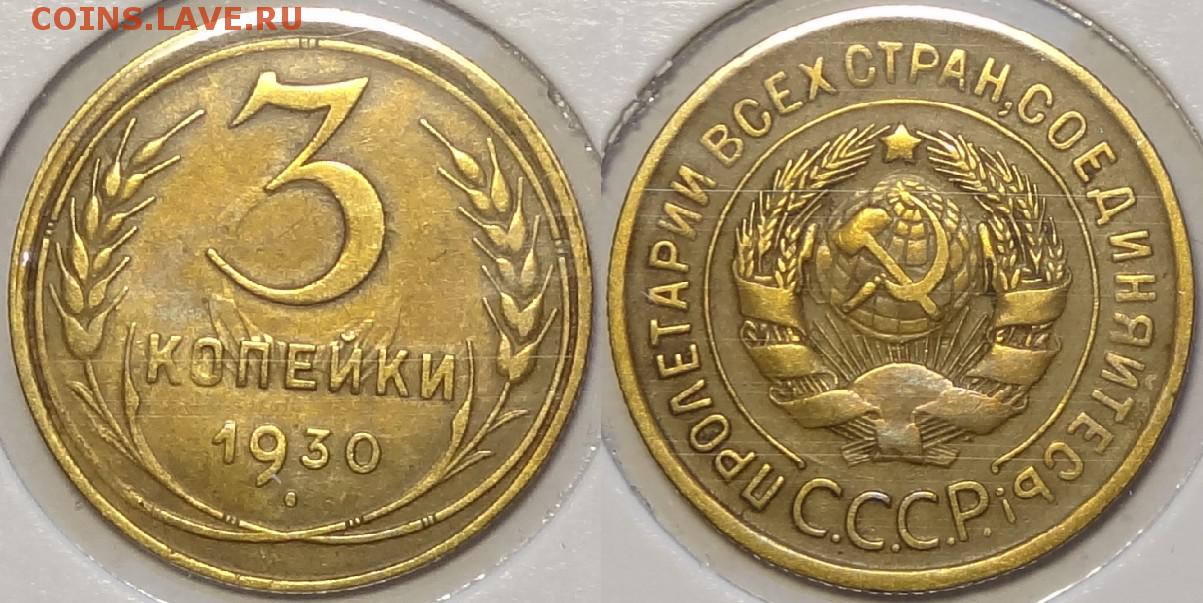 COINS.LAVE.RU
3
КОПЕЙКИ
1930
ПРОЛЕТАРИИ ВСЕХ СТРАН, СОЕДИНЯЙТЕСЬ!
С.С.С.Р.